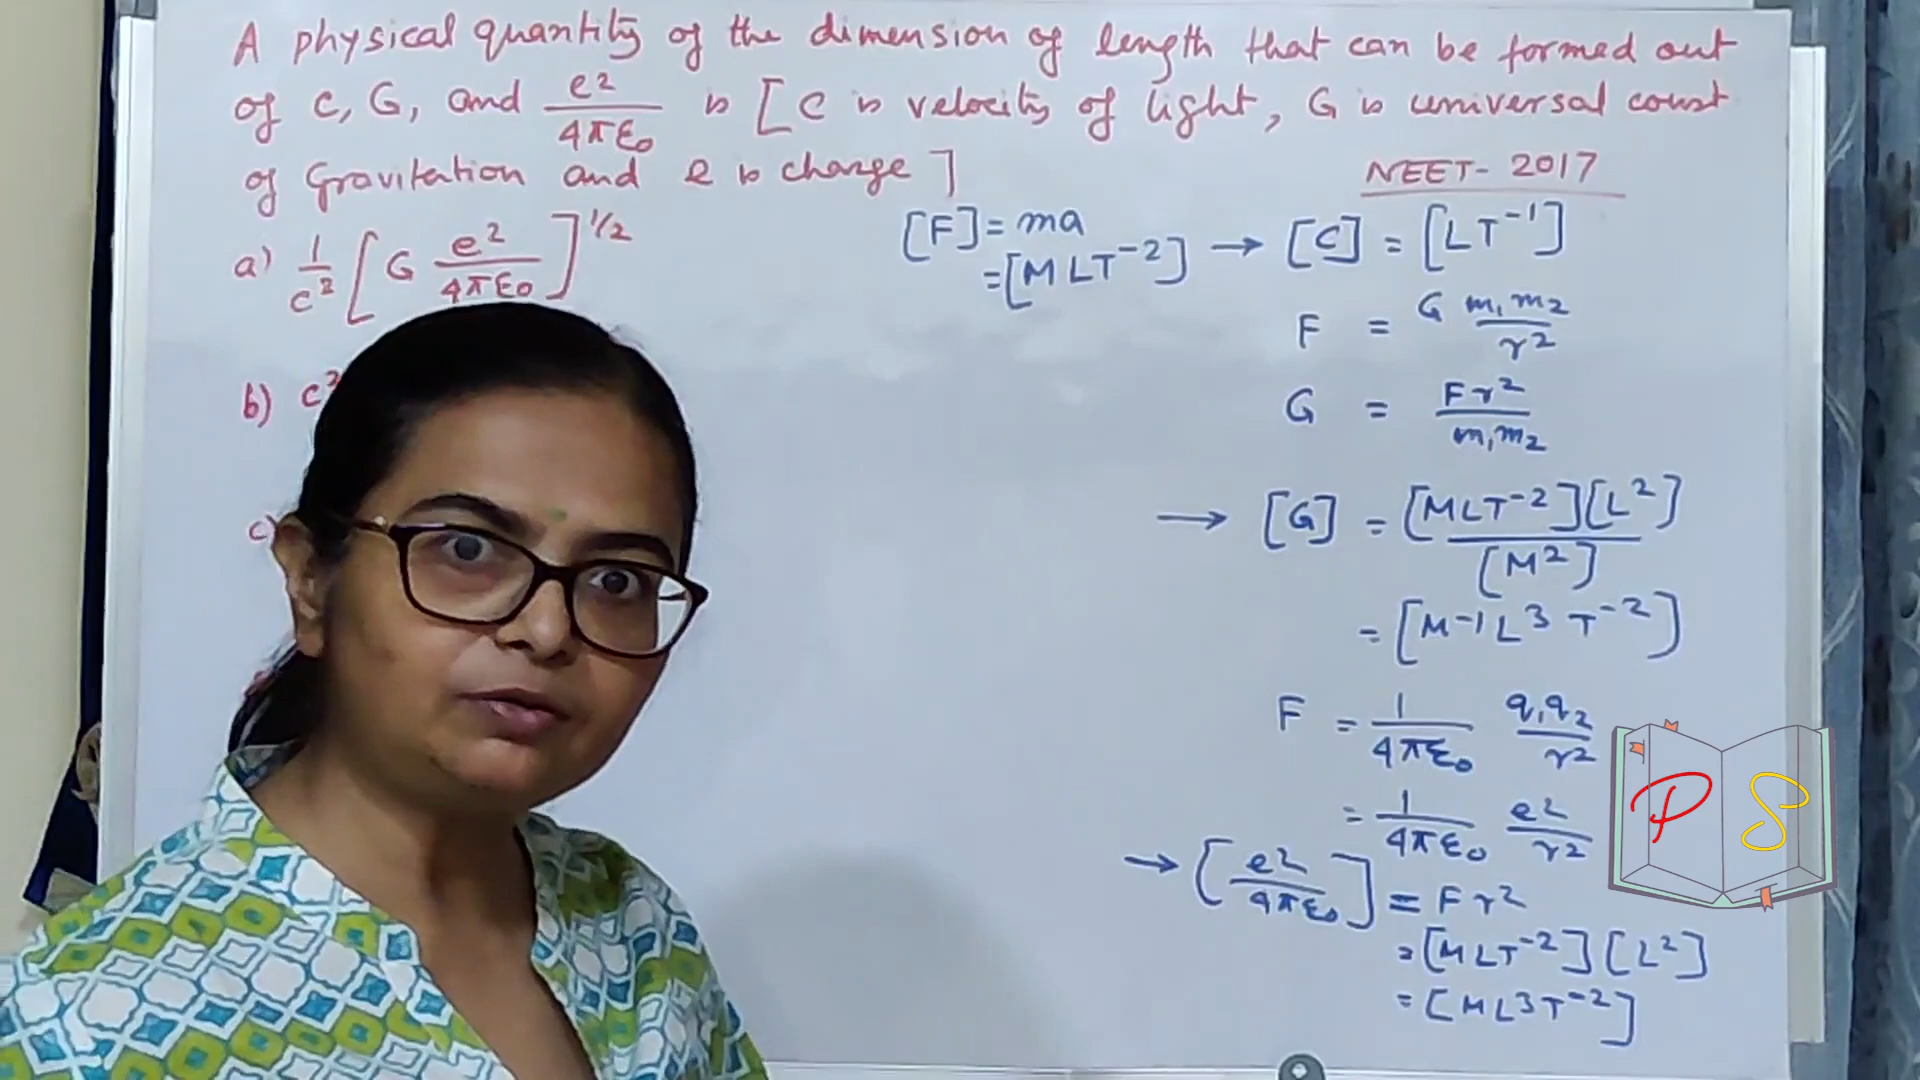 A physical quantity of the dimension of length that can be formed out
of c, G, and e²/4πε₀ is [ C is velocity of light, G is universal const
of Gravitation and e is charge ]
NEET- 2017
a) 1/c² [ G e²/4πε₀ ]^1/2
b) c²
c)
[F] = ma
= [M L T⁻²] → [C] = [L T⁻¹]
F = G m₁m₂/r²
G = Fr²/m₁m₂
→ [G] = [MLT⁻²][L²]/[M²]
= [M⁻¹L³T⁻²]
F = 1/4πε₀ q₁q₂/r²
= 1/4πε₀ e²/r²
→ [e²/4πε₀] = Fr²
= [MLT⁻²][L²]
= [ML³T⁻²]
P S